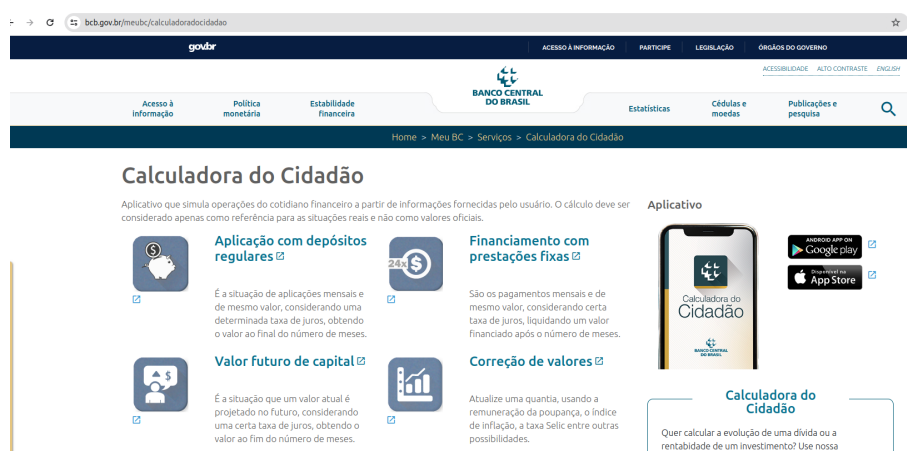 bcb.gov.br/meubc/calculadoradocidadao
govbr
ACESSO À INFORMAÇÃO PARTICIPE LEGISLAÇÃO ÓRGÃOS DO GOVERNO
ACESSIBILIDADE ALTO CONTRASTE ENGLISH
BANCO CENTRAL
DO BRASIL
Acesso à
informação
Política
monetária
Estabilidade
financeira
Estatísticas
Cédulas e
moedas
Publicações e
pesquisa
Home > Meu BC > Serviços > Calculadora do Cidadão
Calculadora do Cidadão
Aplicativo que simula operações do cotidiano financeiro a partir de informações fornecidas pelo usuário. O cálculo deve ser
considerado apenas como referência para as situações reais e não como valores oficiais.
$
Aplicação com depósitos
regulares
É a situação de aplicações mensais e
de mesmo valor, considerando uma
determinada taxa de juros, obtendo
o valor ao final do número de meses.
24x $
Financiamento com
prestações fixas
São os pagamentos mensais e de
mesmo valor, considerando certa
taxa de juros, liquidando um valor
financiado após o número de meses.
$
Valor futuro de capital
É a situação que um valor atual é
projetado no futuro, considerando
uma certa taxa de juros, obtendo o
valor ao fim do número de meses.
Correção de valores
Atualize uma quantia, usando a
remuneração da poupança, o índice
de inflação, a taxa Selic entre outras
possibilidades.
Aplicativo
Calculadora do
Cidadão
BANCO CENTRAL
DO BRASIL
ANDROID APP ON
Google play
Disponível na
App Store
Calculadora do
Cidadão
Quer calcular a evolução de uma dívida ou a
rentabidade de um investimento? Use nossa